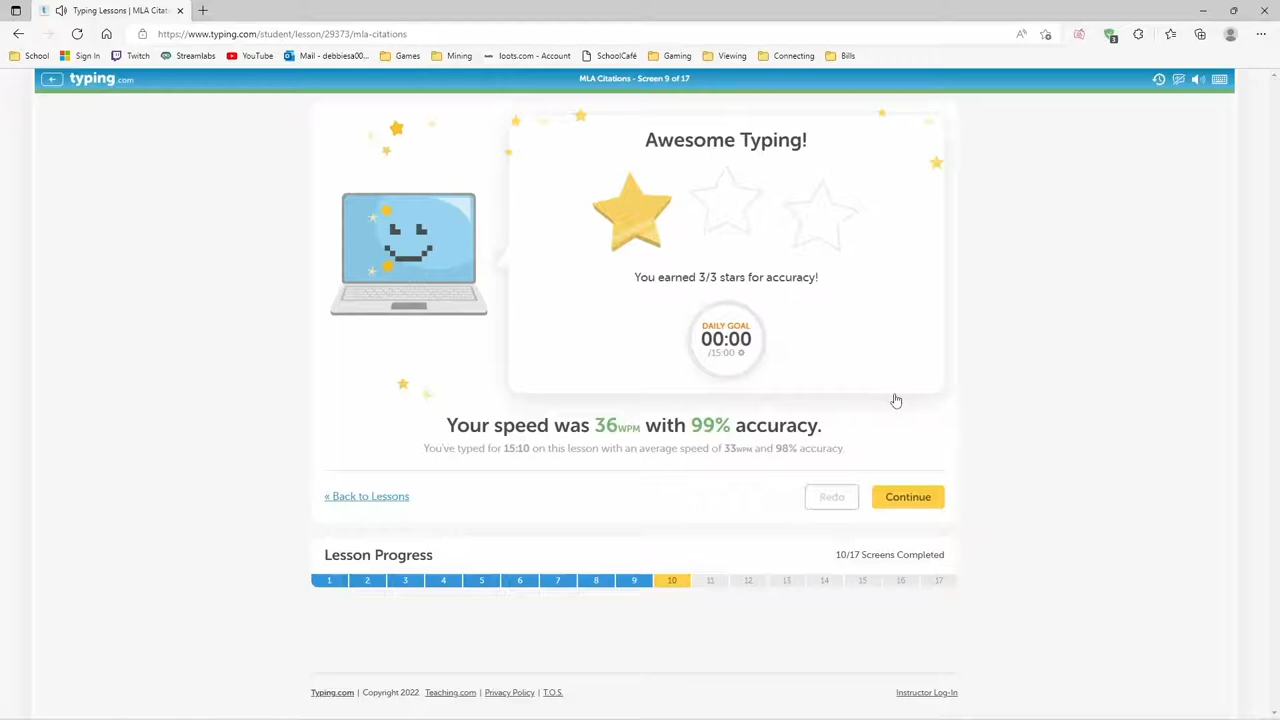 Typing Lessons | MLA Citations
https://www.typing.com/student/lesson/29373/mla-citations
School Sign In Twitch Streamlabs YouTube Mail - debbiesa00... Games Mining loots.com - Account SchoolCafé Gaming Viewing Connecting Bills
typing.com
MLA Citations - Screen 9 of 17
Awesome Typing!
You earned 3/3 stars for accuracy!
DAILY GOAL
00:00
/15:00
Your speed was 36WPM with 99% accuracy.
You've typed for 15:10 on this lesson with an average speed of 33WPM and 98% accuracy.
« Back to Lessons
Redo
Continue
Lesson Progress
10/17 Screens Completed
1 2 3 4 5 6 7 8 9 10 11 12 13 14 15 16 17
Typing.com | Copyright 2022 Teaching.com | Privacy Policy | T.O.S.
Instructor Log-In